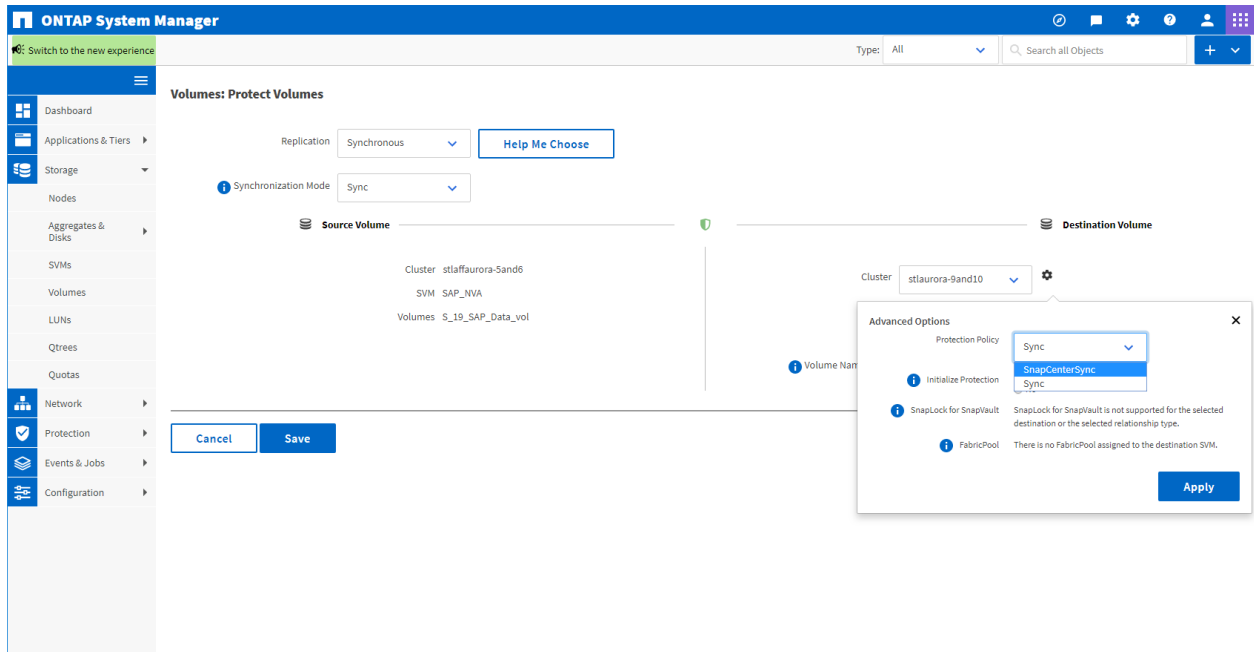 ONTAP System Manager
Switch to the new experience
Type: All
Search all Objects
Volumes: Protect Volumes
Dashboard
Applications & Tiers
Storage
Nodes
Aggregates &
Disks
SVMs
Volumes
LUNs
Qtrees
Quotas
Network
Protection
Events & Jobs
Configuration
Replication Synchronous Help Me Choose
Synchronization Mode Sync
Source Volume Destination Volume
Cluster stlaffaurora-5and6
SVM SAP_NVA
Volumes S_19_SAP_Data_vol
Cluster stlaurora-9and10
Volume Nam
Cancel Save
Advanced Options
Protection Policy Sync
SnapCenterSync
Sync
Initialize Protection
SnapLock for SnapVault SnapLock for SnapVault is not supported for the selected
destination or the selected relationship type.
FabricPool There is no FabricPool assigned to the destination SVM.
Apply